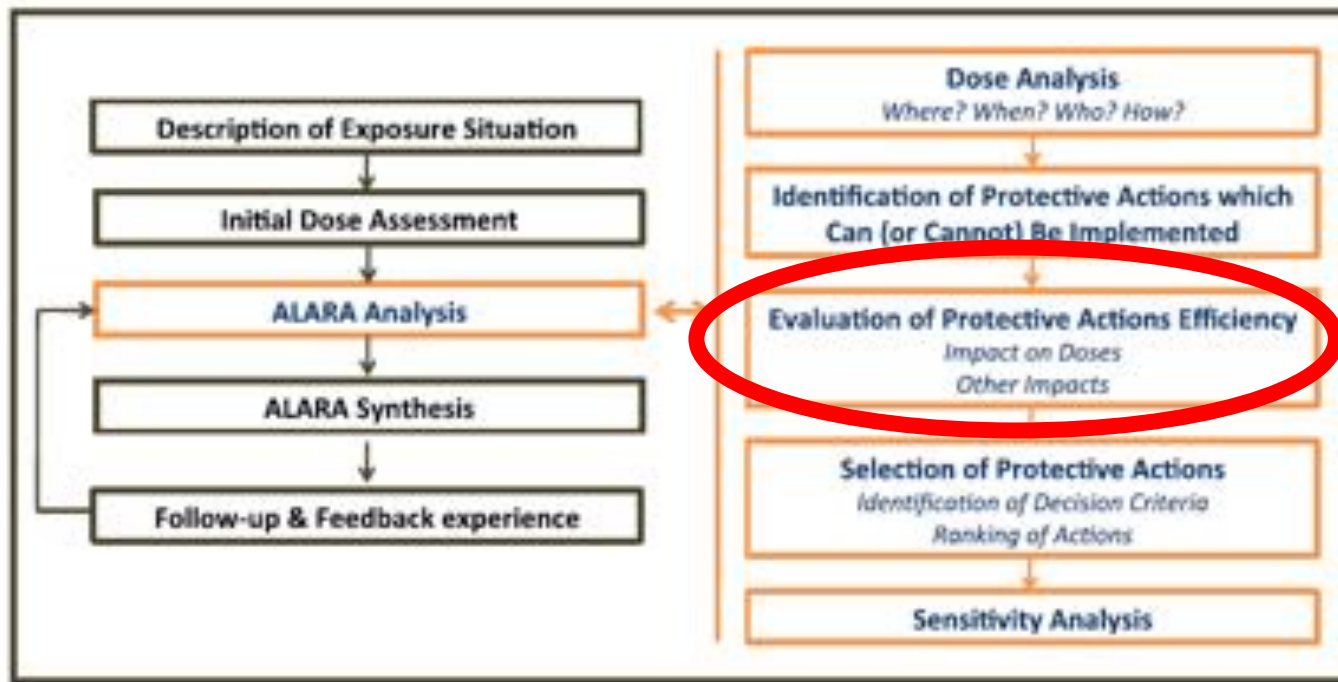 Description of Exposure Situation
Initial Dose Assessment
ALARA Analysis
ALARA Synthesis
Follow-up & Feedback experience
Dose Analysis
Where? When? Who? How?
Identification of Protective Actions which
Can (or Cannot) Be Implemented
Evaluation of Protective Actions Efficiency
Impact on Doses
Other Impacts
Selection of Protective Actions
Identification of Decision Criteria
Ranking of Actions
Sensitivity Analysis